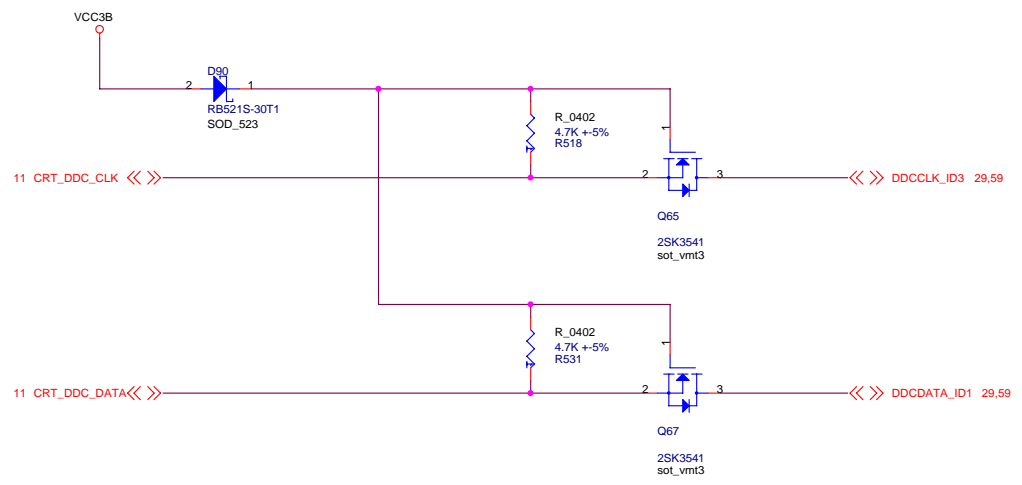 VCC3B
D90
2 1
RB521S-30T1
SOD_523
R_0402
4.7K +-5%
R518
1
11 CRT_DDC_CLK
2 3
DDCCLK_ID3 29,59
Q65
2SK3541
sot_vmt3
R_0402
4.7K +-5%
R531
1
11 CRT_DDC_DATA
2 3
DDCDATA_ID1 29,59
Q67
2SK3541
sot_vmt3